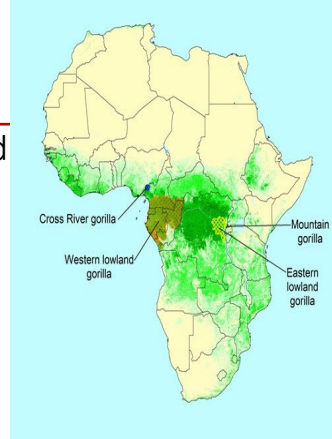 d
Cross River gorilla
Western lowland
gorilla
Mountain
gorilla
Eastern
lowland
gorilla